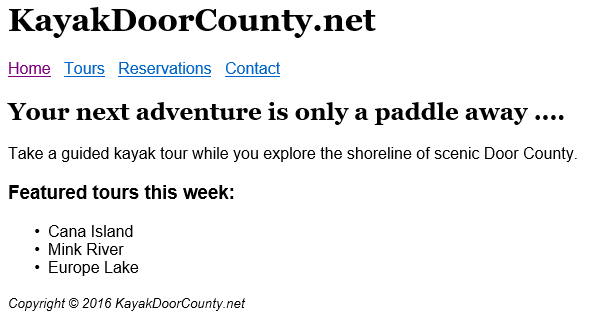 KayakDoorCounty.net
Home Tours Reservations Contact
Your next adventure is only a paddle away ....
Take a guided kayak tour while you explore the shoreline of scenic Door County.
Featured tours this week:
• Cana Island
• Mink River
• Europe Lake
Copyright © 2016 KayakDoorCounty.net